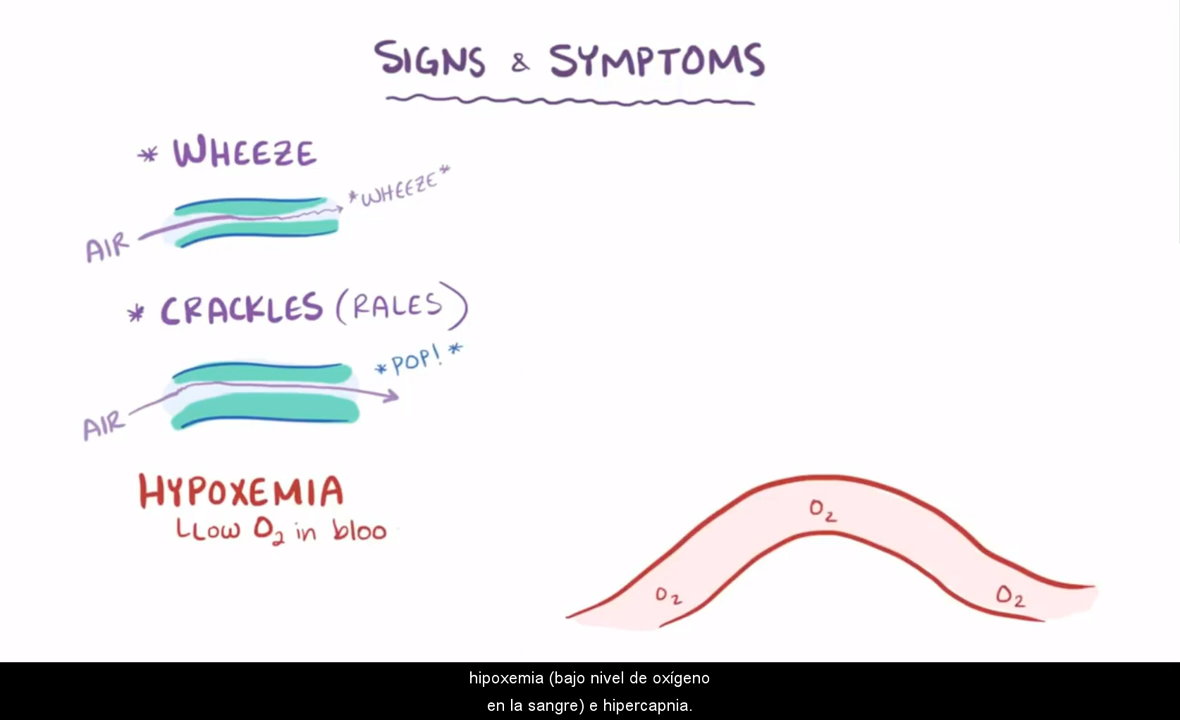 SIGNS & SYMPTOMS
* WHEEZE
*WHEEZE*
AIR
* CRACKLES (RALES)
*POP!*
AIR
HYPOXEMIA
LOW O2 in bloo
O2
O2
O2
hipoxemia (bajo nivel de oxígeno
en la sangre) e hipercapnia.